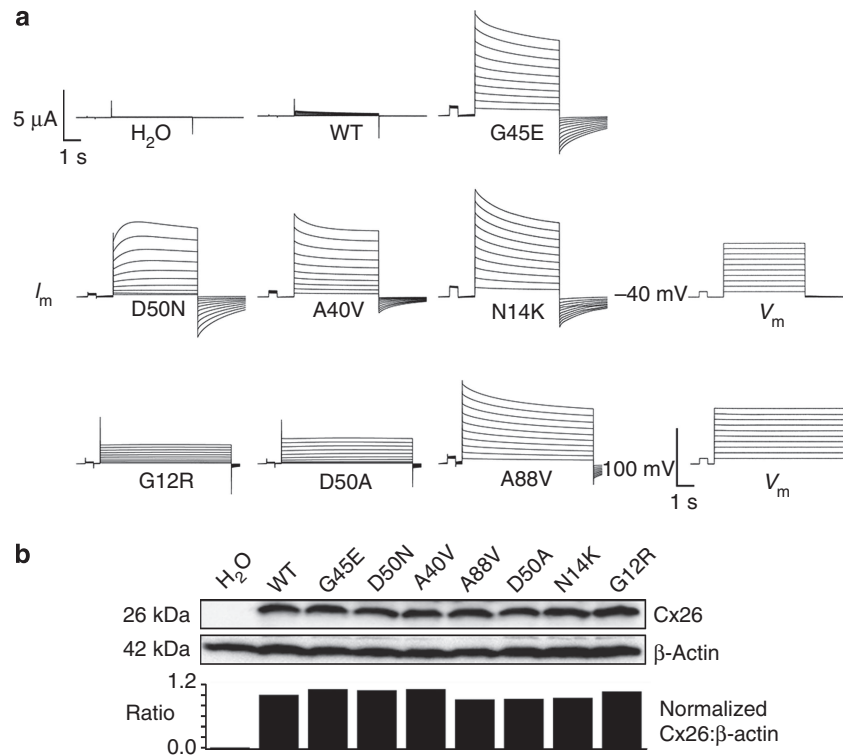 a
5 μA
1 s
H₂O
WT
G45E
Iₘ
D50N
A40V
N14K
–40 mV
Vₘ
G12R
D50A
A88V
100 mV
1 s
Vₘ
b
H₂O WT G45E D50N A40V A88V D50A N14K G12R
26 kDa Cx26
42 kDa β-Actin
1.2
Ratio
0.0
Normalized
Cx26:β-actin